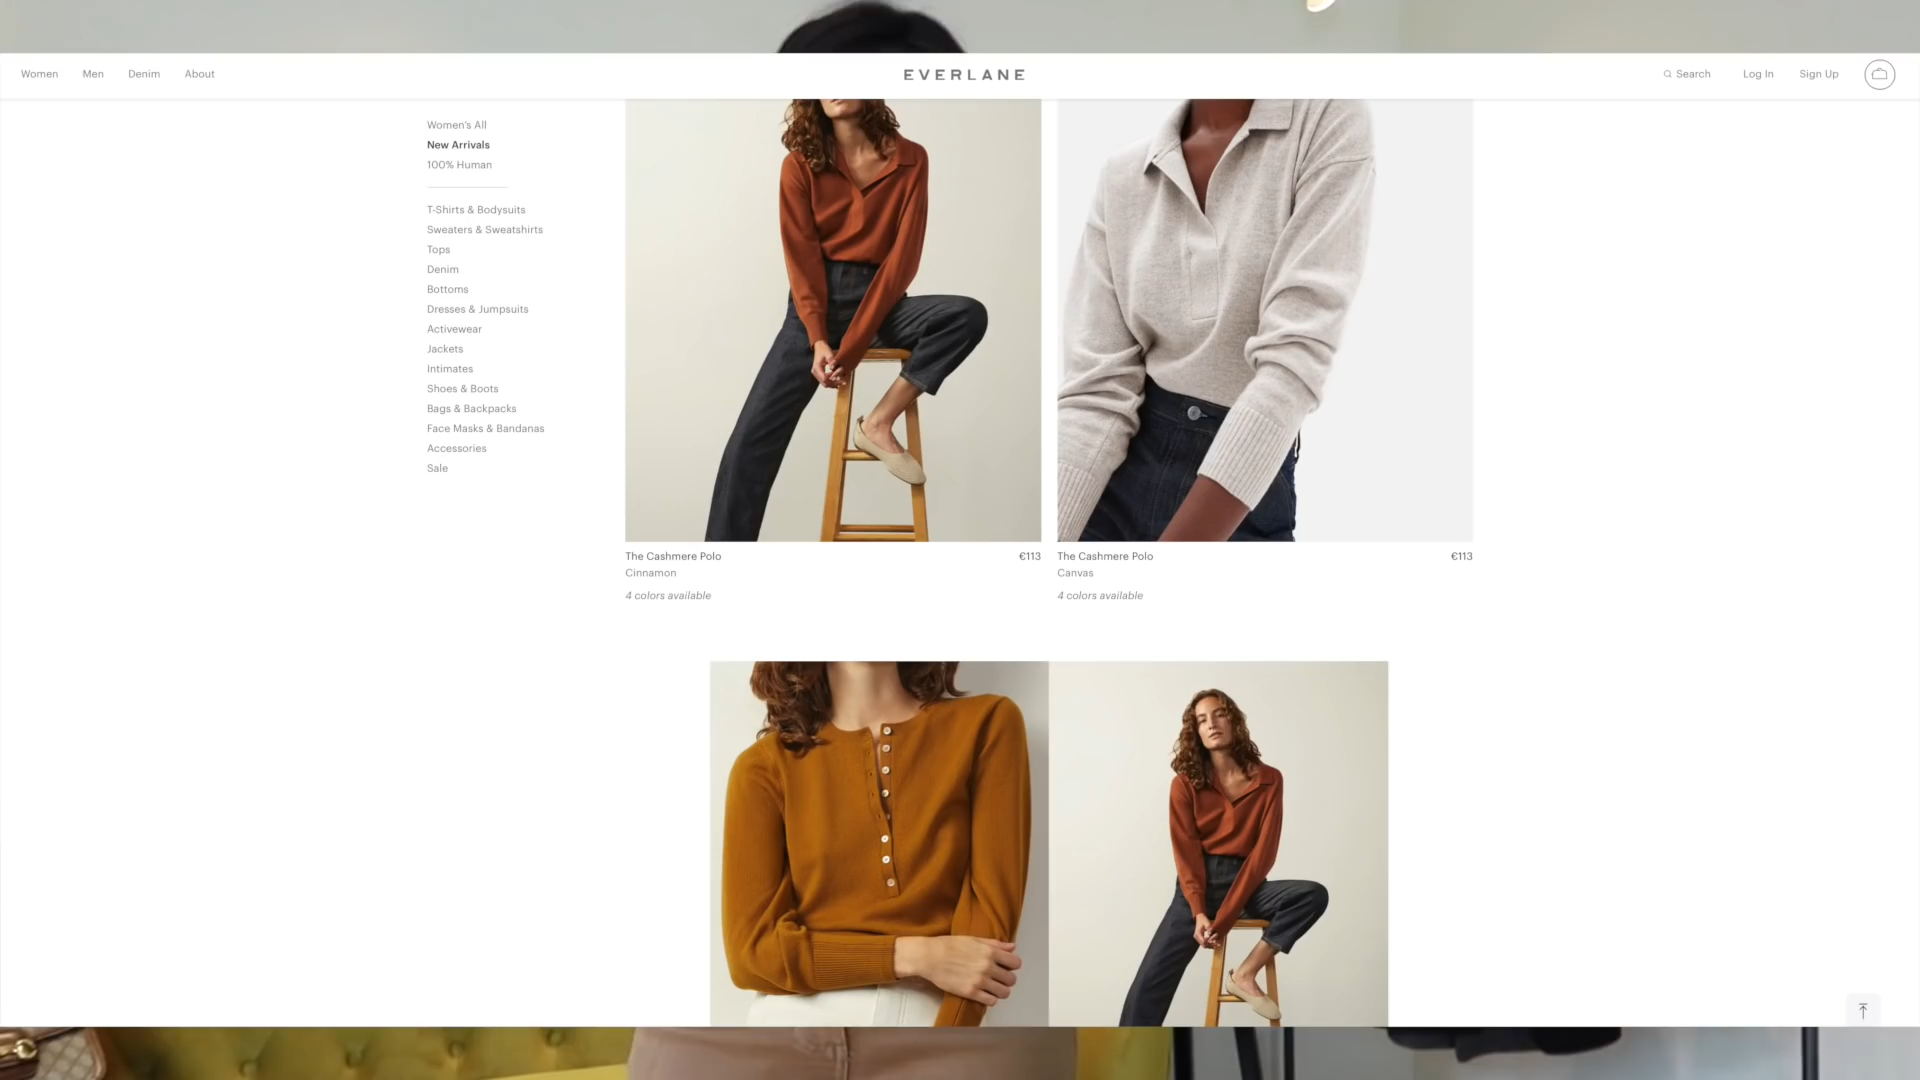 Women
Men
Denim
About
EVERLANE
Search
Log In
Sign Up
Women's All
New Arrivals
100% Human
T-Shirts & Bodysuits
Sweaters & Sweatshirts
Tops
Denim
Bottoms
Dresses & Jumpsuits
Activewear
Jackets
Intimates
Shoes & Boots
Bags & Backpacks
Face Masks & Bandanas
Accessories
Sale
The Cashmere Polo €113
Cinnamon
4 colors available
The Cashmere Polo €113
Canvas
4 colors available